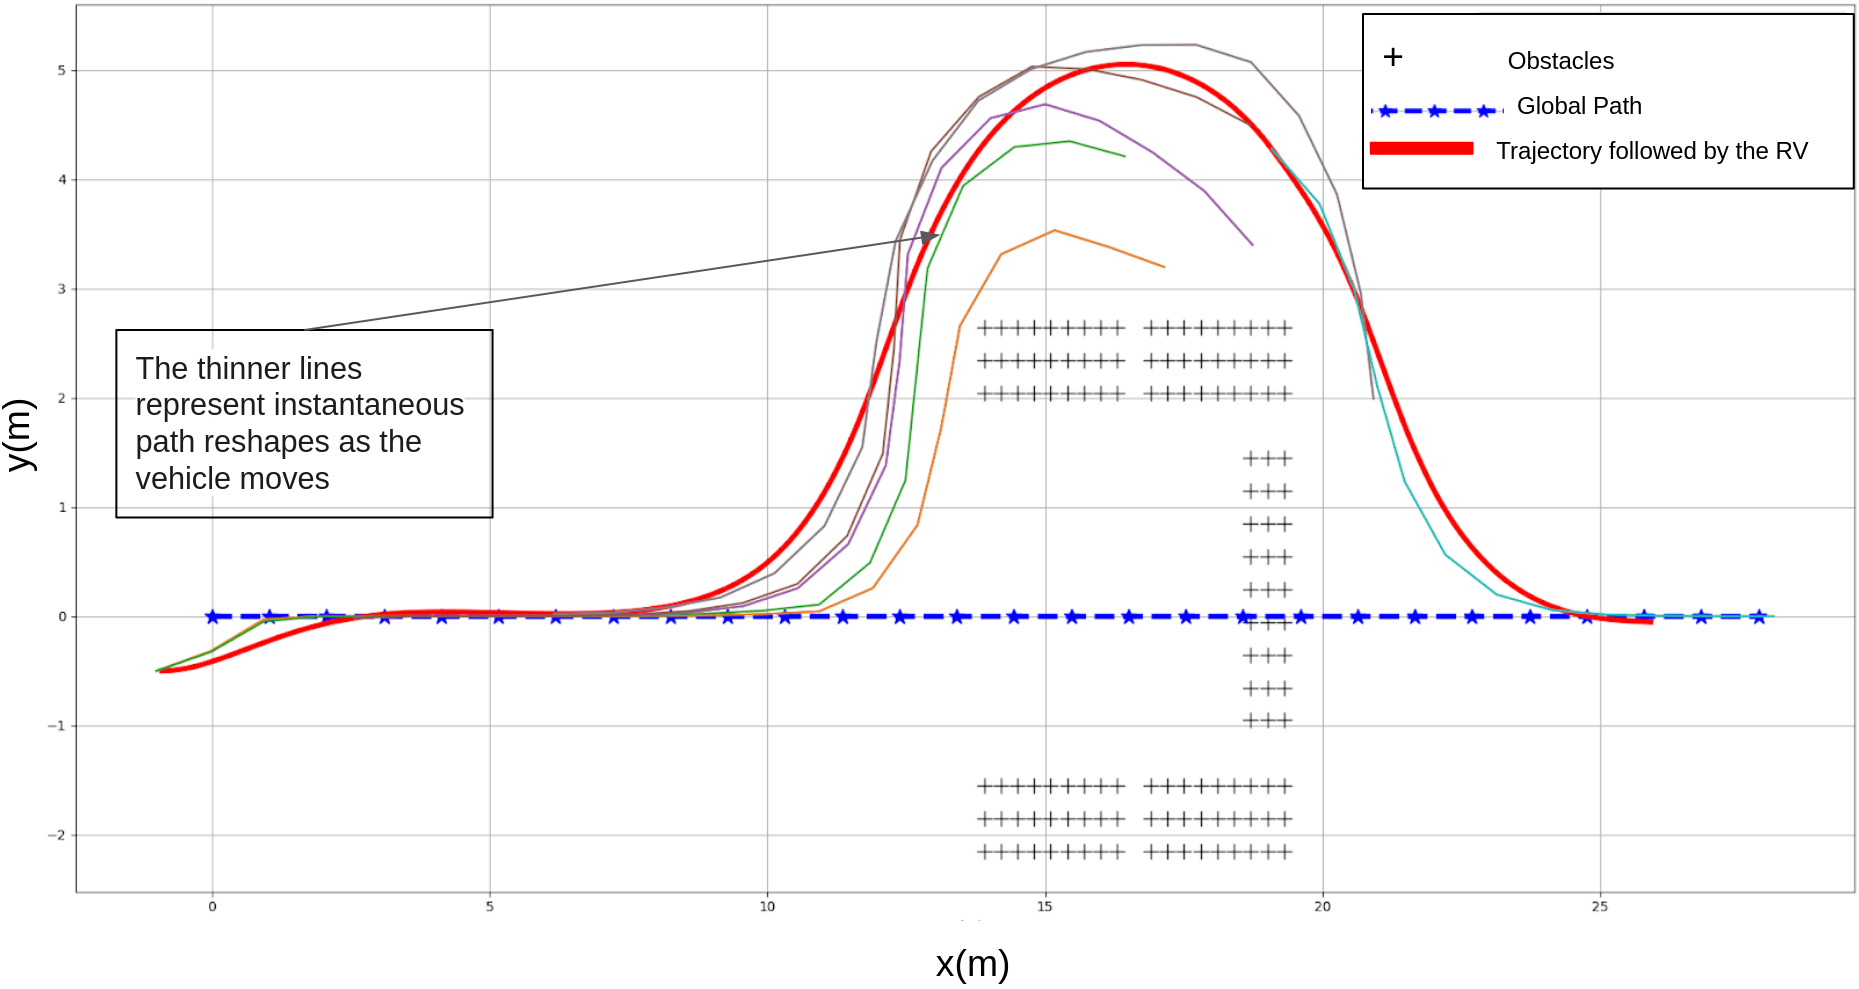 Obstacles
Global Path
Trajectory followed by the RV
The thinner lines
represent instantaneous
path reshapes as the
vehicle moves
y(m)
5
4
3
2
1
0
−1
−2
0 5 10 15 20 25
x(m)